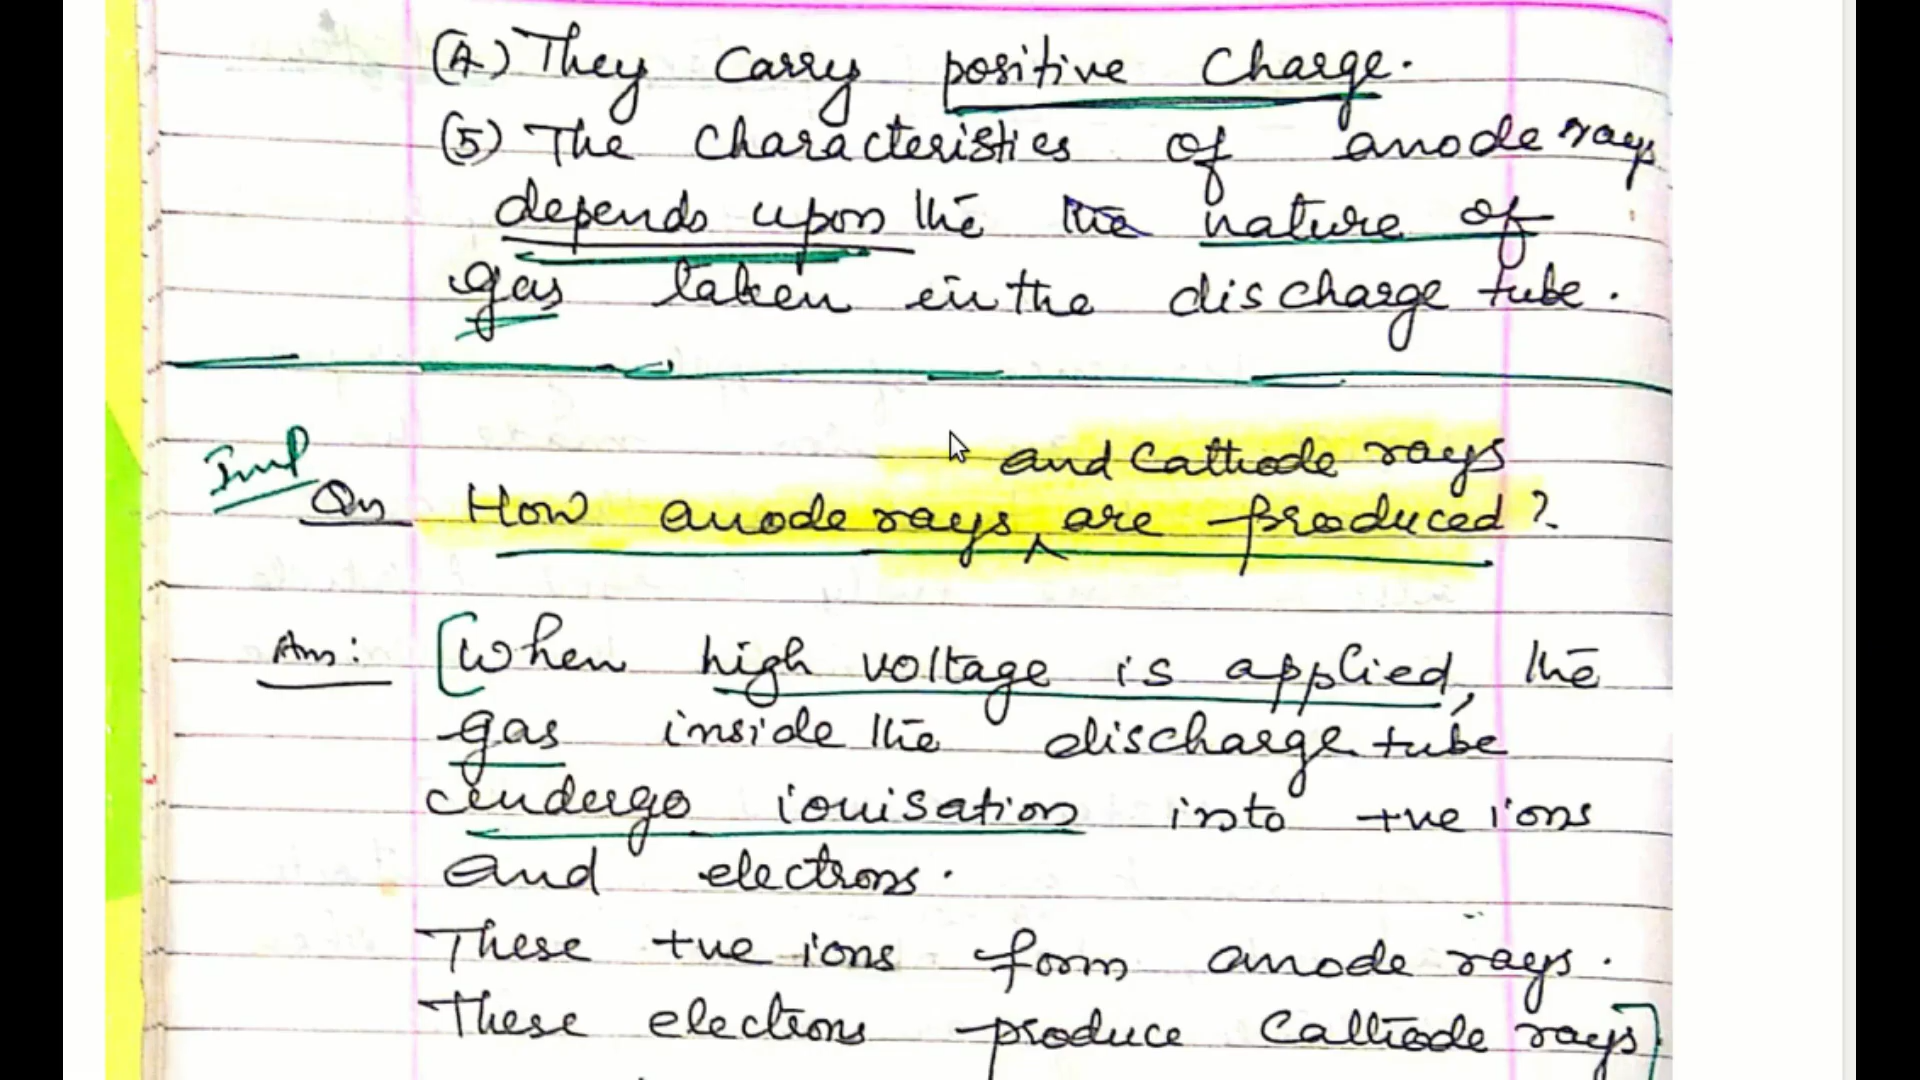 (4) They carry positive charge.
(5) The characteristics of anode rays
depends upon the the nature of
gas taken in the discharge tube.
Imp
and cathode rays
Qn How anode rays ^ are produced?
Ans: [When high voltage is applied, the
gas inside the discharge tube
undergo ionisation into +ve ions
and electrons.
These +ve ions form anode rays.
These electrons produce cathode rays]